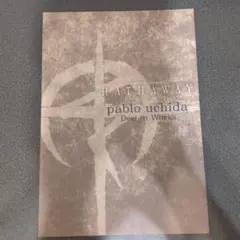 HATHAWAY
pablo uchida
Design Works